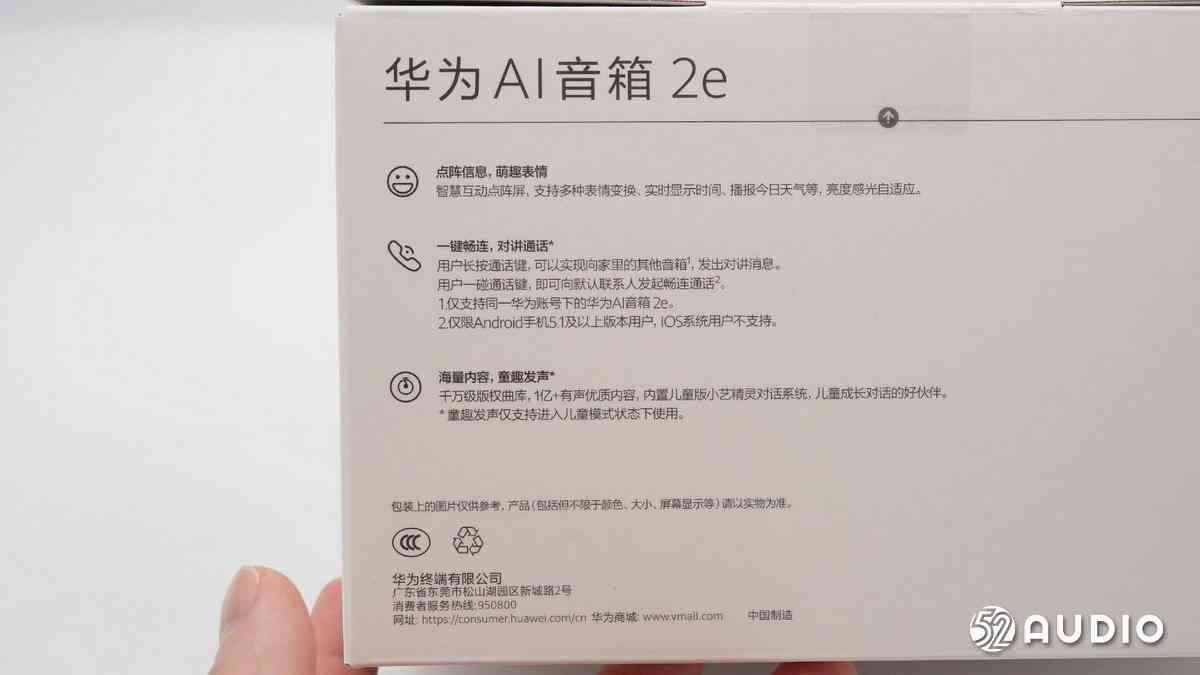 华为AI音箱 2e
点阵信息，萌趣表情
智慧互动点阵屏，支持多种表情变换、实时显示时间、播报今日天气等，亮度感光自适应。
一键畅连，对讲通话*
用户长按通话键，可以实现向家里的其他音箱¹，发出对讲消息。
用户一碰通话键，即可向默认联系人发起畅连通话²。
1.仅支持同一华为账号下的华为AI音箱 2e。
2.仅限Android手机5.1及以上版本用户，IOS系统用户不支持。
海量内容，童趣发声*
千万级版权曲库，1亿+有声优质内容，内置儿童版小艺精灵对话系统，儿童成长对话的好伙伴。
*童趣发声仅支持进入儿童模式状态下使用。
包装上的图片仅供参考，产品（包括但不限于颜色、大小、屏幕显示等）请以实物为准。
华为终端有限公司
广东省东莞市松山湖园区新城路2号
消费者服务热线:950800
网址: https://consumer.huawei.com/cn 华为商城: www.vmall.com 中国制造
52 AUDIO